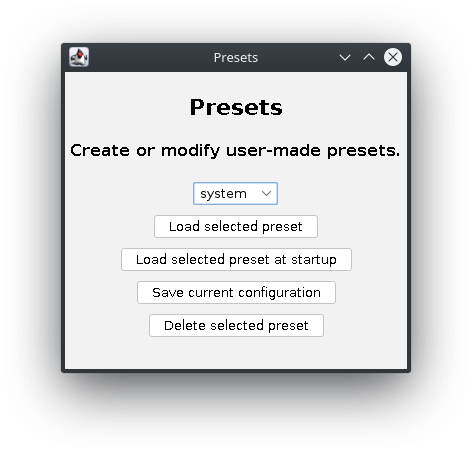 Presets
Presets
Create or modify user-made presets.
system
Load selected preset
Load selected preset at startup
Save current configuration
Delete selected preset